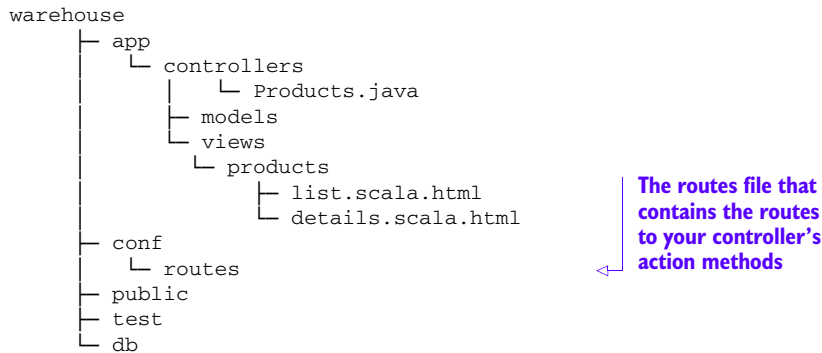 warehouse
app
controllers
Products.java
models
views
products
list.scala.html
details.scala.html
conf
routes
public
test
db
The routes file that
contains the routes
to your controller's
action methods